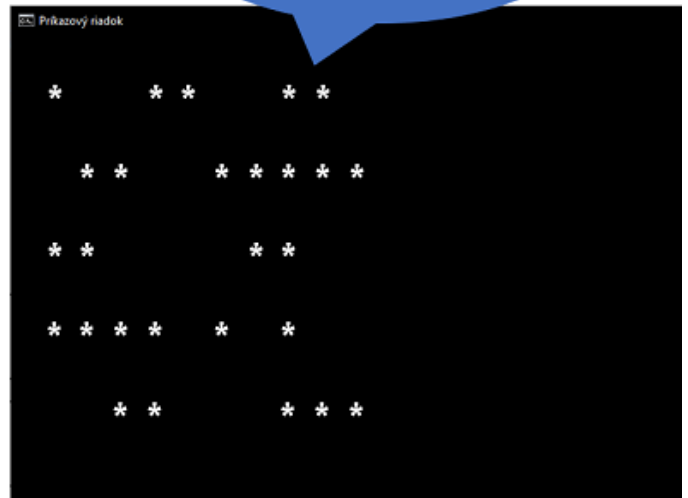 Príkazový riadok
*     * *     * *
  * *     * * * * *
* *         * *
* * * *   *   *
    * *       * * *